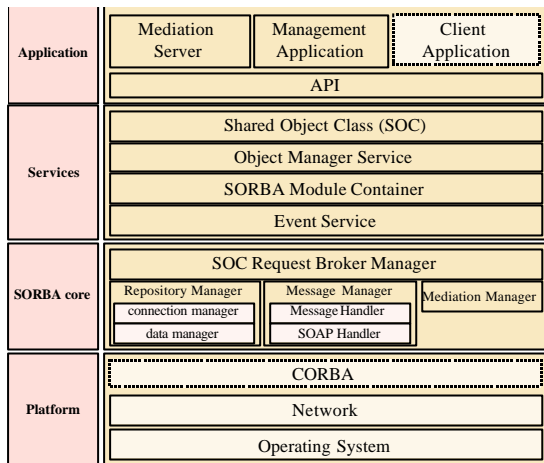 Application
Mediation
Server
Management
Application
Client
Application
API
Services
Shared Object Class (SOC)
Object Manager Service
SORBA Module Container
Event Service
SORBA core
SOC Request Broker Manager
Repository Manager
connection manager
data manager
Message Manager
Message Handler
SOAP Handler
Mediation Manager
Platform
CORBA
Network
Operating System